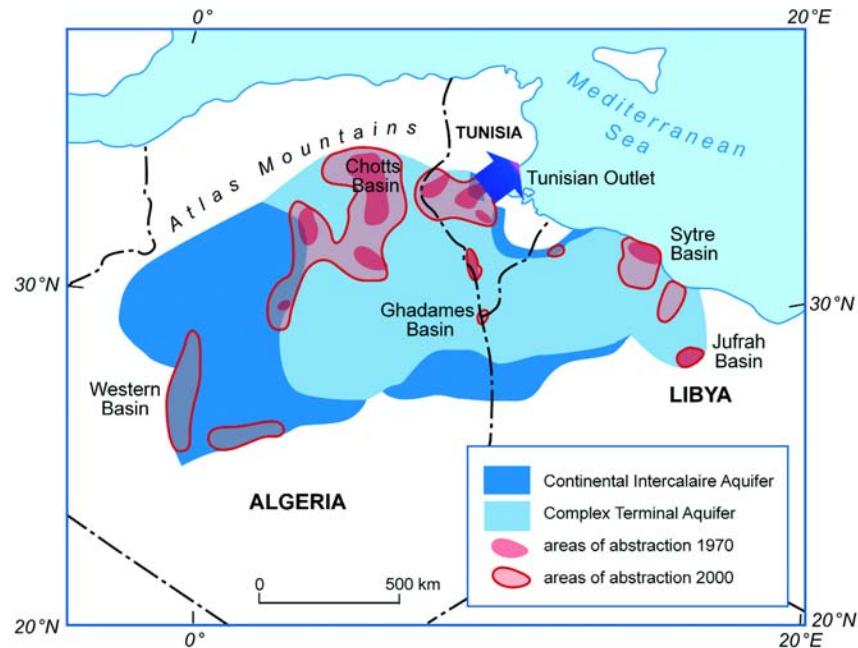 0°
20°E
Mediterranean
Sea
TUNISIA
Atlas Mountains
Chotts
Basin
Tunisian Outlet
Sytre
Basin
30°N
30°N
Ghadames
Basin
Jufrah
Basin
Western
Basin
LIBYA
ALGERIA
Continental Intercalaire Aquifer
Complex Terminal Aquifer
areas of abstraction 1970
areas of abstraction 2000
0
500 km
20°N
20°N
0°
20°E